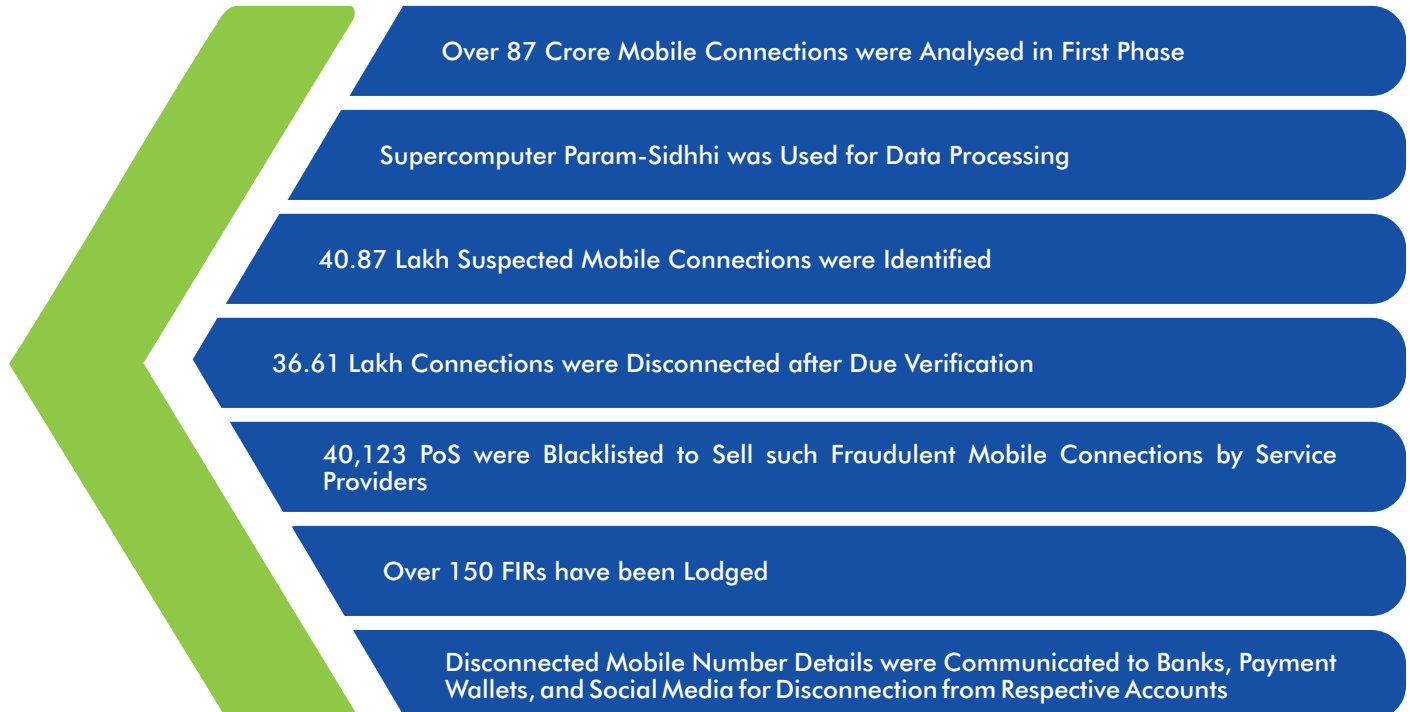 Over 87 Crore Mobile Connections were Analysed in First Phase
Supercomputer Param-Sidhhi was Used for Data Processing
40.87 Lakh Suspected Mobile Connections were Identified
36.61 Lakh Connections were Disconnected after Due Verification
40,123 PoS were Blacklisted to Sell such Fraudulent Mobile Connections by Service
Providers
Over 150 FIRs have been Lodged
Disconnected Mobile Number Details were Communicated to Banks, Payment
Wallets, and Social Media for Disconnection from Respective Accounts